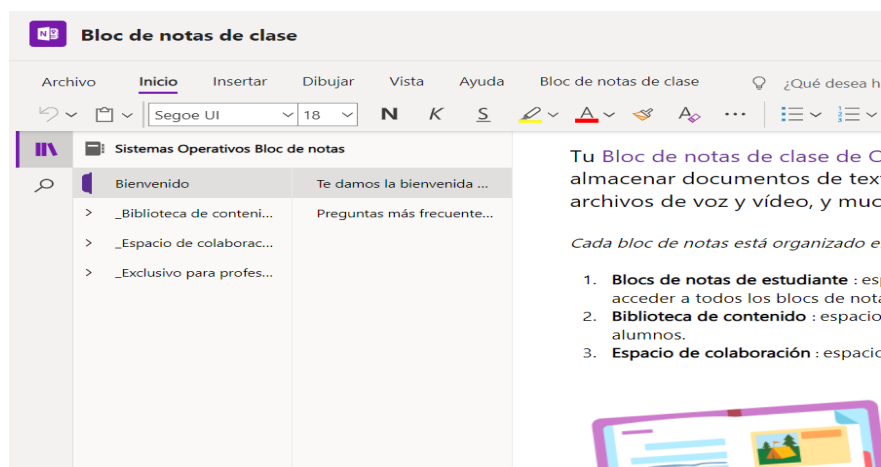 Bloc de notas de clase
Archivo Inicio Insertar Dibujar Vista Ayuda Bloc de notas de clase ¿Qué desea h
Segoe UI 18 N K S A A ...
Sistemas Operativos Bloc de notas
Bienvenido
_Biblioteca de conteni...
_Espacio de colaborac...
_Exclusivo para profes...
Te damos la bienvenida ...
Preguntas más frecuente...
Tu Bloc de notas de clase de
almacenar documentos de tex
archivos de voz y vídeo, y muc
Cada bloc de notas está organizado e
1. Blocs de notas de estudiante : es
acceder a todos los blocs de nota
2. Biblioteca de contenido : espacio
alumnos.
3. Espacio de colaboración : espacio